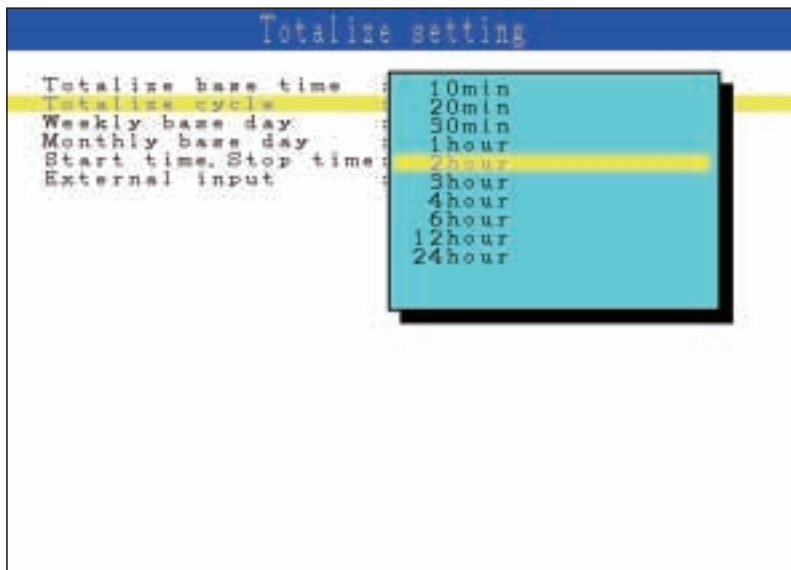 Totalize setting
Totalize base time :
Totalize cycle :
Weekly base day :
Monthly base day :
Start time. Stop time:
External input :
10min
20min
30min
1hour
2hour
3hour
4hour
6hour
12hour
24hour